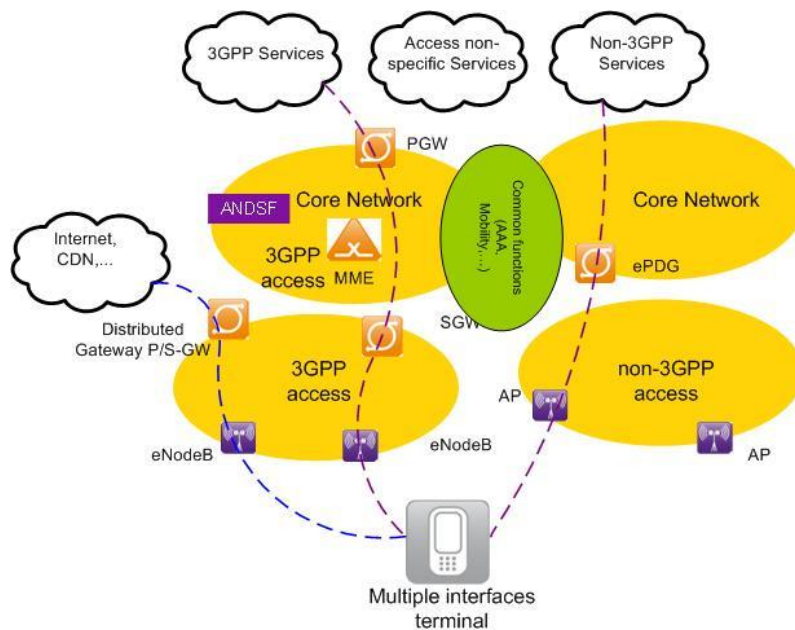 3GPP Services
Access non-
specific Services
Non-3GPP
Services
PGW
ANDSF
Core Network
3GPP
access
MME
Common functions
(AAA,
Mobility,…)
Core Network
ePDG
Internet,
CDN,...
Distributed
Gateway P/S-GW
SGW
3GPP
access
non-3GPP
access
AP
eNodeB
eNodeB
AP
Multiple interfaces
terminal